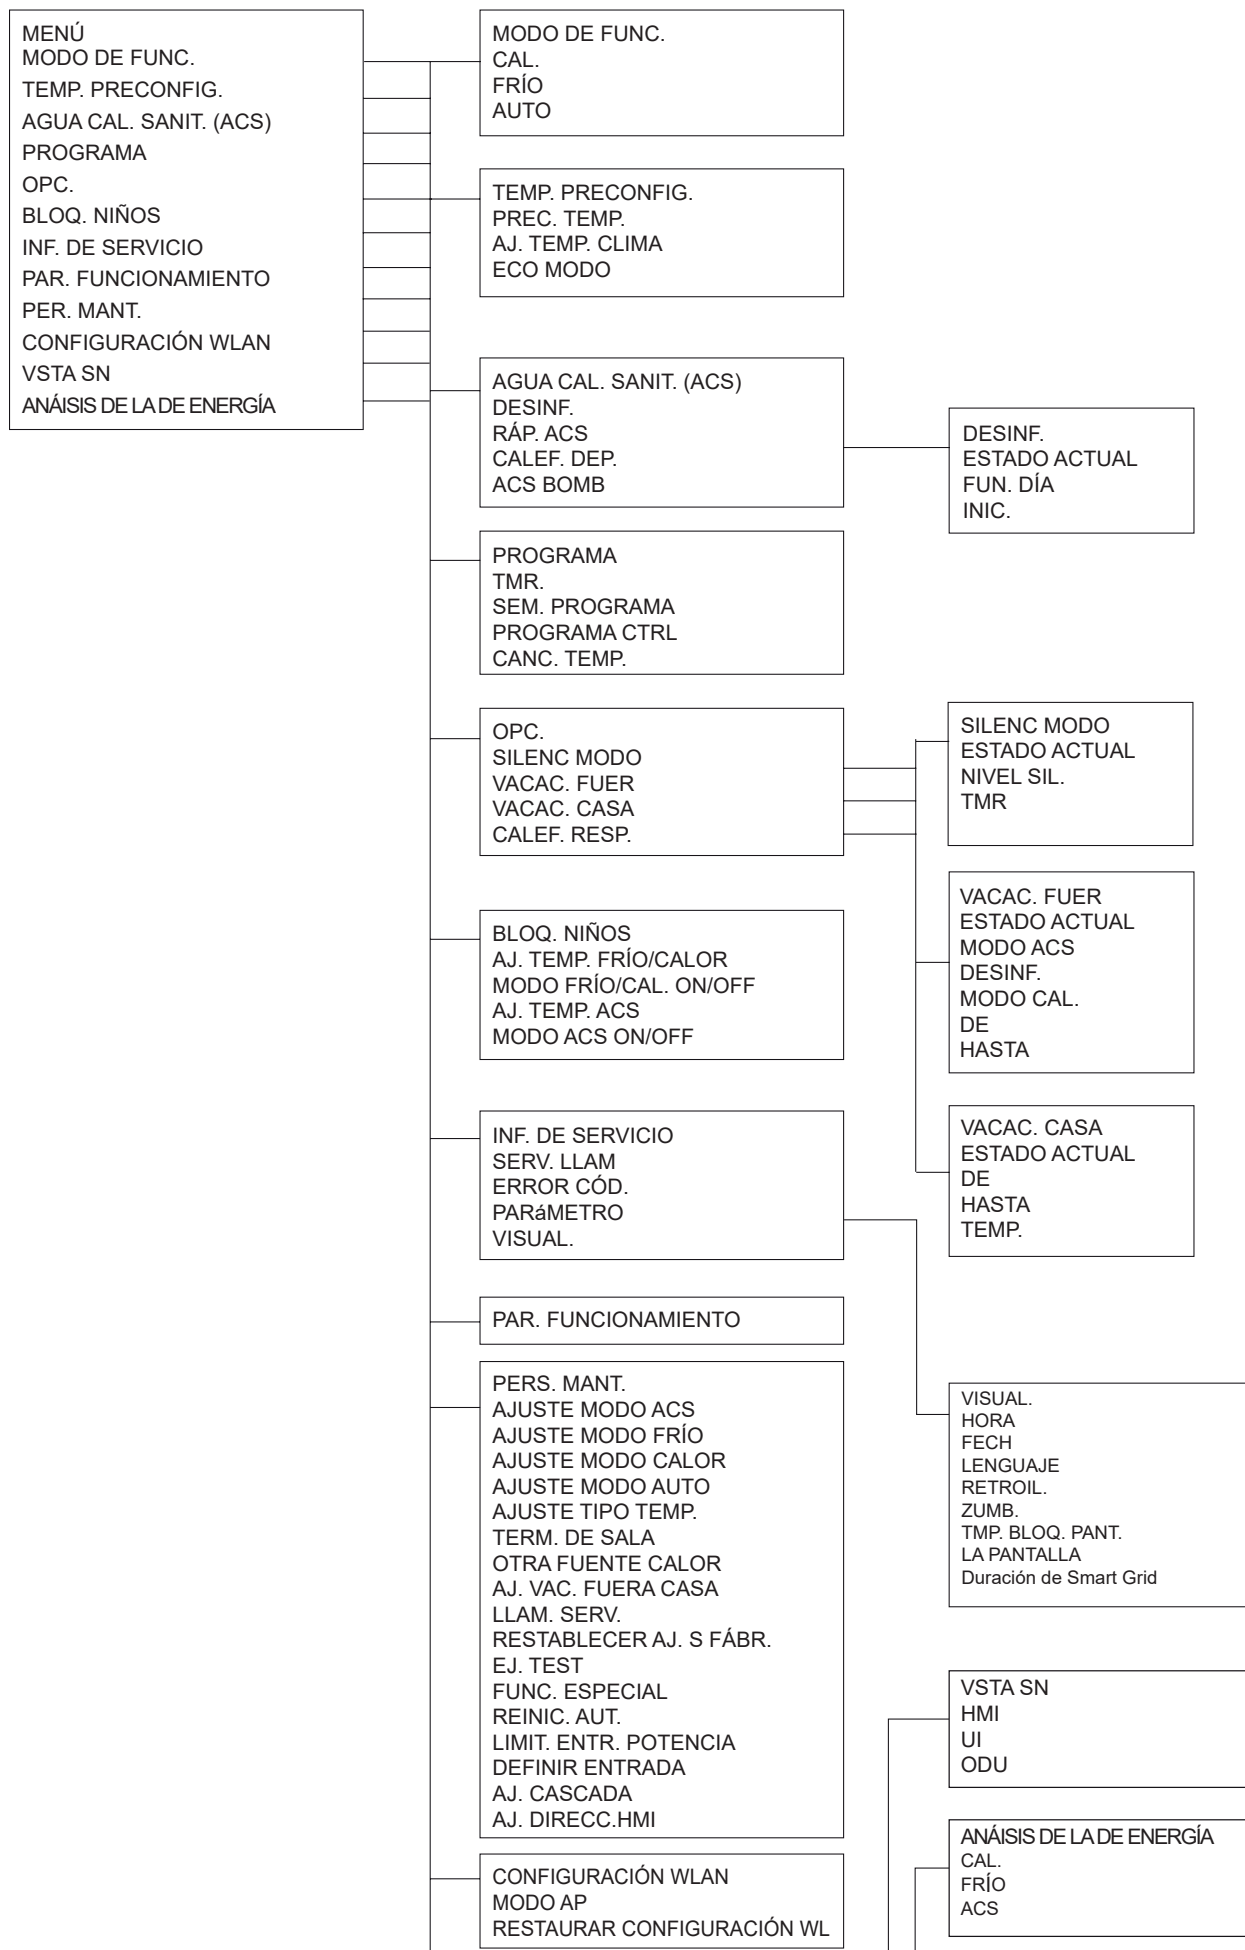 MENÚ
MODO DE FUNC.
TEMP. PRECONFIG.
AGUA CAL. SANIT. (ACS)
PROGRAMA
OPC.
BLOQ. NIÑOS
INF. DE SERVICIO
PAR. FUNCIONAMIENTO
PER. MANT.
CONFIGURACIÓN WLAN
VSTA SN
ANÁISIS DE LA DE ENERGÍA
MODO DE FUNC.
CAL.
FRÍO
AUTO
TEMP. PRECONFIG.
PREC. TEMP.
AJ. TEMP. CLIMA
ECO MODO
AGUA CAL. SANIT. (ACS)
DESINF.
RÁP. ACS
CALEF. DEP.
ACS BOMB
DESINF.
ESTADO ACTUAL
FUN. DÍA
INIC.
PROGRAMA
TMR.
SEM. PROGRAMA
PROGRAMA CTRL
CANC. TEMP.
OPC.
SILENC MODO
VACAC. FUER
VACAC. CASA
CALEF. RESP.
SILENC MODO
ESTADO ACTUAL
NIVEL SIL.
TMR
VACAC. FUER
ESTADO ACTUAL
MODO ACS
DESINF.
MODO CAL.
DE
HASTA
VACAC. CASA
ESTADO ACTUAL
DE
HASTA
TEMP.
BLOQ. NIÑOS
AJ. TEMP. FRÍO/CALOR
MODO FRÍO/CAL. ON/OFF
AJ. TEMP. ACS
MODO ACS ON/OFF
INF. DE SERVICIO
SERV. LLAM
ERROR CÓD.
PARáMETRO
VISUAL.
VISUAL.
HORA
FECH
LENGUAJE
RETROIL.
ZUMB.
TMP. BLOQ. PANT.
LA PANTALLA
Duración de Smart Grid
PAR. FUNCIONAMIENTO
PERS. MANT.
AJUSTE MODO ACS
AJUSTE MODO FRÍO
AJUSTE MODO CALOR
AJUSTE MODO AUTO
AJUSTE TIPO TEMP.
TERM. DE SALA
OTRA FUENTE CALOR
AJ. VAC. FUERA CASA
LLAM. SERV.
RESTABLECER AJ. S FÁBR.
EJ. TEST
FUNC. ESPECIAL
REINIC. AUT.
LIMIT. ENTR. POTENCIA
DEFINIR ENTRADA
AJ. CASCADA
AJ. DIRECC.HMI
CONFIGURACIÓN WLAN
MODO AP
RESTAURAR CONFIGURACIÓN WL
VSTA SN
HMI
UI
ODU
ANÁISIS DE LA DE ENERGÍA
CAL.
FRÍO
ACS